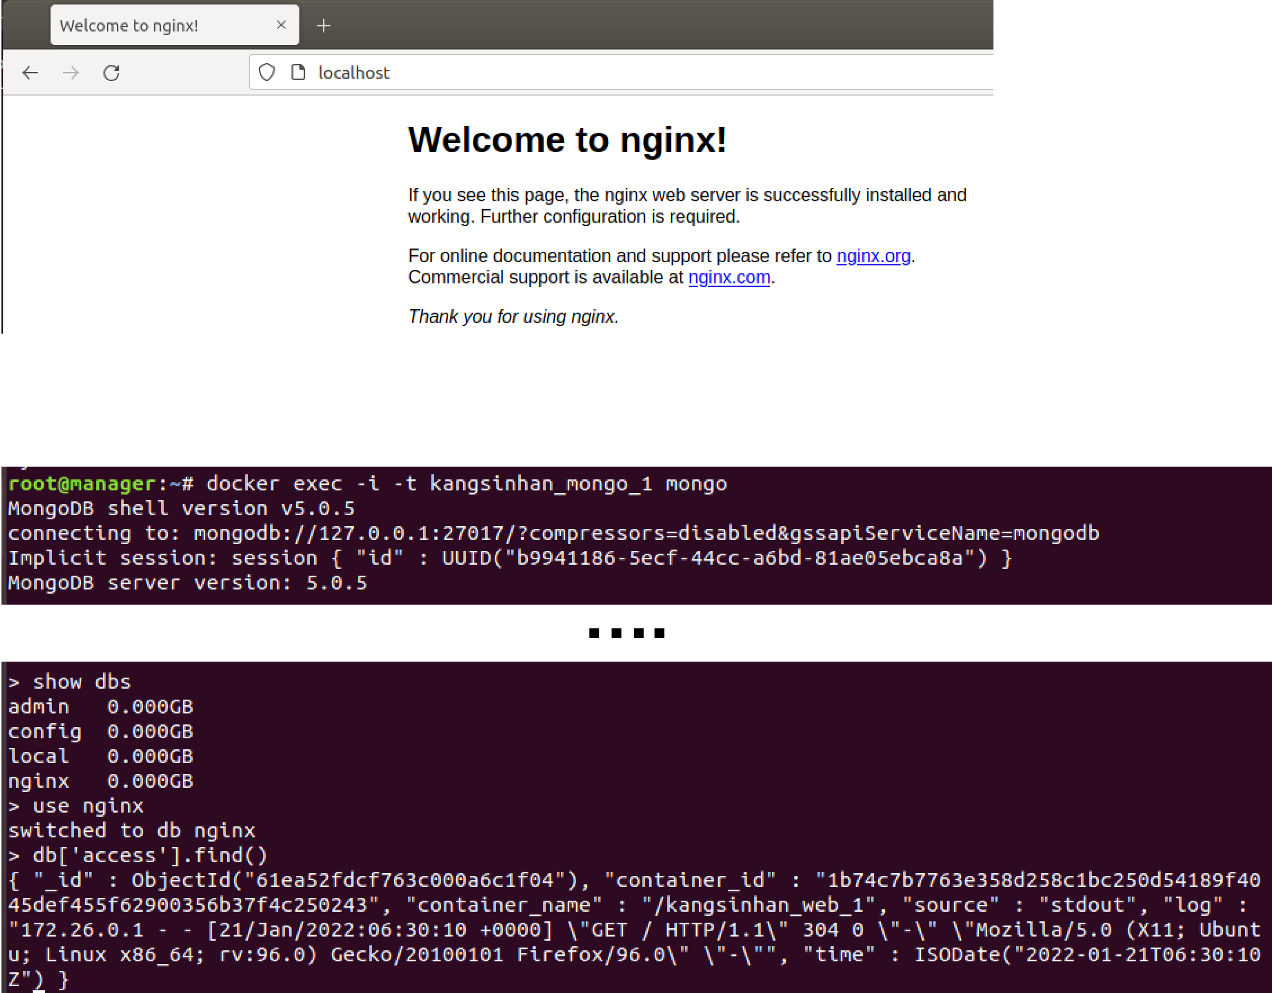 Welcome to nginx!
localhost
Welcome to nginx!
If you see this page, the nginx web server is successfully installed and
working. Further configuration is required.
For online documentation and support please refer to nginx.org.
Commercial support is available at nginx.com.
Thank you for using nginx.
root@manager:~# docker exec -i -t kangsinhan_mongo_1 mongo
MongoDB shell version v5.0.5
connecting to: mongodb://127.0.0.1:27017/?compressors=disabled&gssapiServiceName=mongodb
Implicit session: session { "id" : UUID("b9941186-5ecf-44cc-a6bd-81ae05ebca8a") }
MongoDB server version: 5.0.5
....
> show dbs
admin   0.000GB
config  0.000GB
local   0.000GB
nginx   0.000GB
> use nginx
switched to db nginx
> db['access'].find()
{ "_id" : ObjectId("61ea52fdcf763c000a6c1f04"), "container_id" : "1b74c7b7763e358d258c1bc250d54189f40
45def455f62900356b37f4c250243", "container_name" : "/kangsinhan_web_1", "source" : "stdout", "log" :
"172.26.0.1 - - [21/Jan/2022:06:30:10 +0000] \"GET / HTTP/1.1\" 304 0 \"-\" \"Mozilla/5.0 (X11; Ubunt
u; Linux x86_64; rv:96.0) Gecko/20100101 Firefox/96.0\" \"-\"", "time" : ISODate("2022-01-21T06:30:10
Z") }